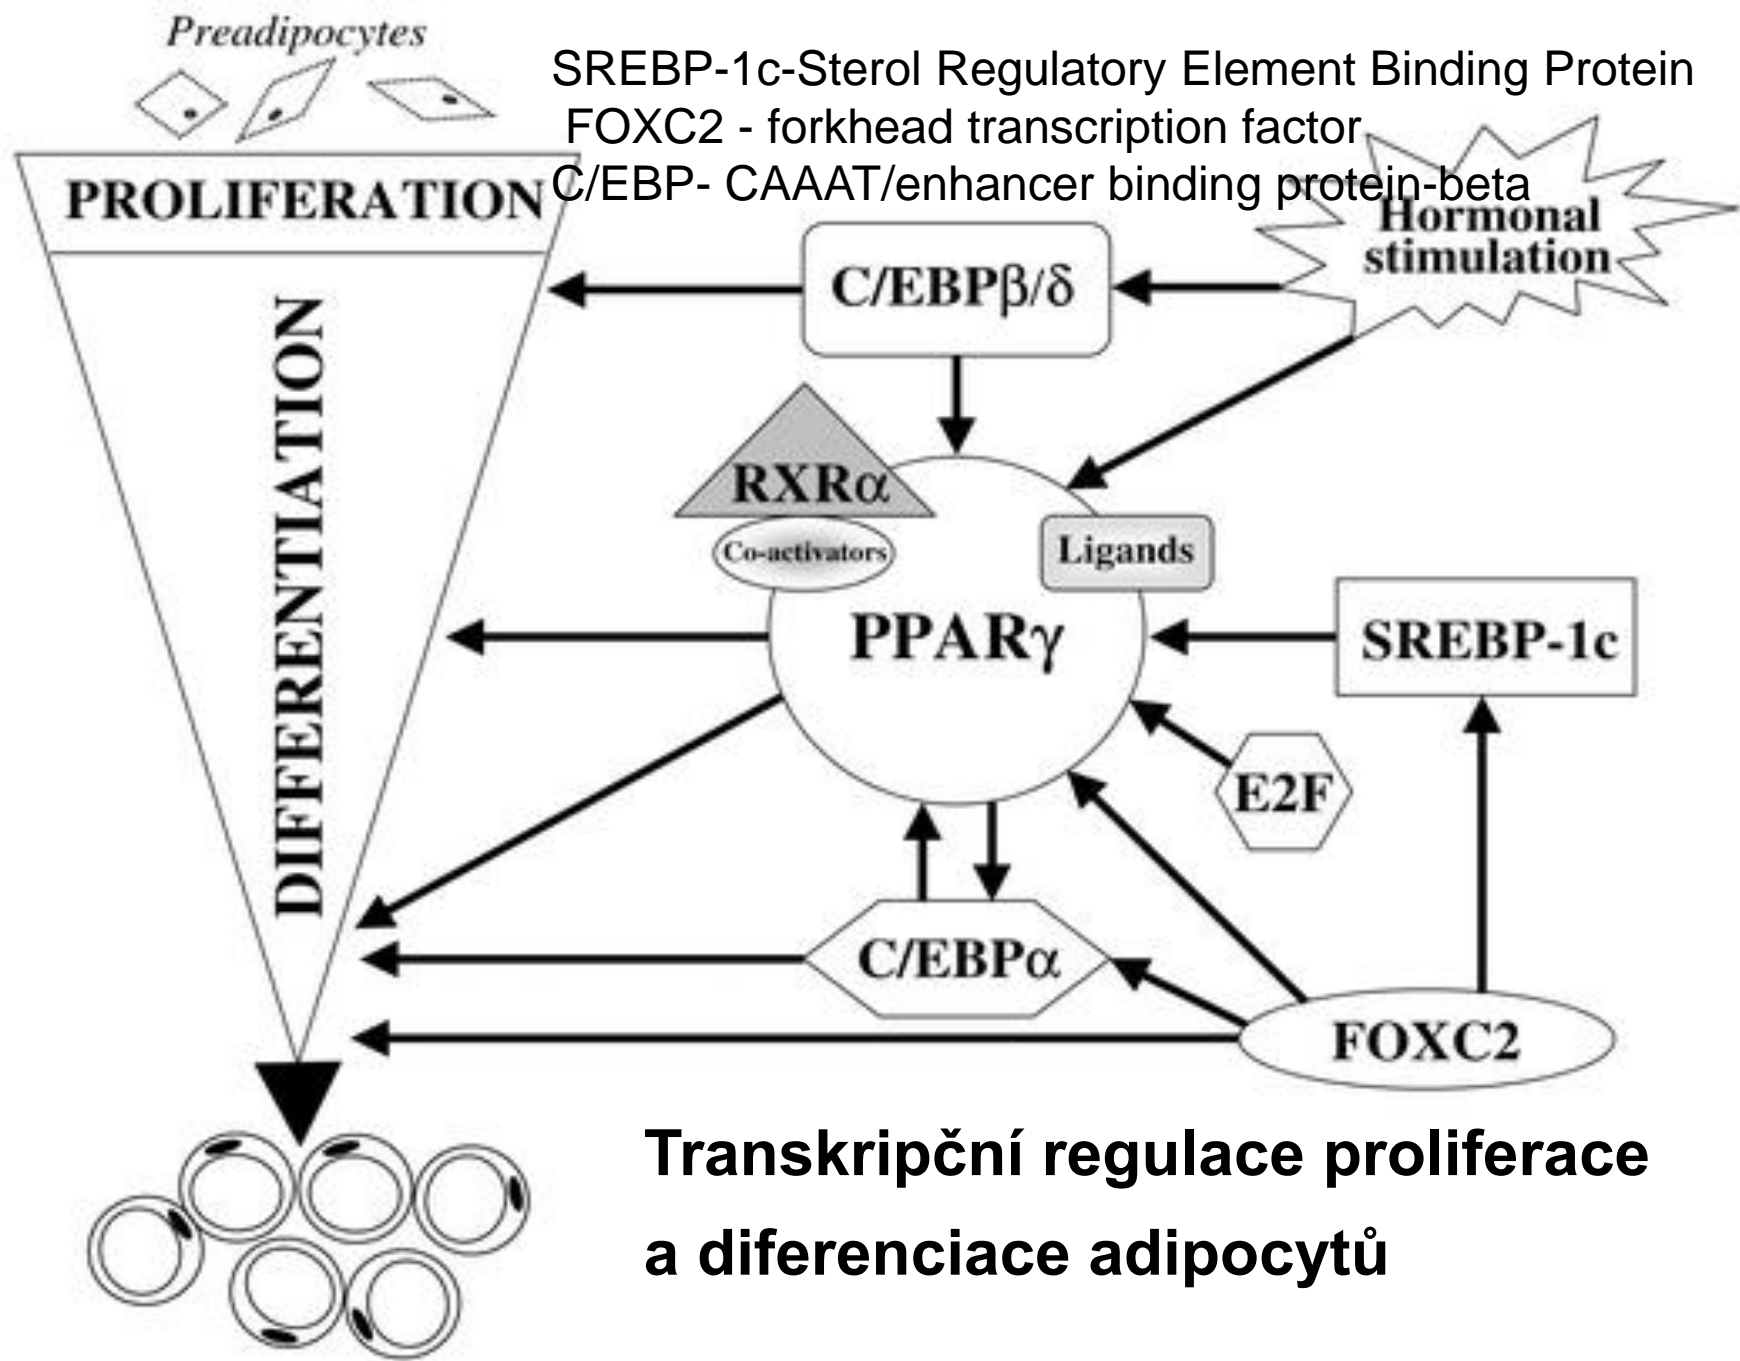 Preadipocytes
SREBP-1c-Sterol Regulatory Element Binding Protein
FOXC2 - forkhead transcription factor
C/EBP- CAAAT/enhancer binding protein-beta
PROLIFERATION
Hormonal
stimulation
C/EBPβ/δ
DIFFERENTIATION
RXRα
Co-activators
Ligands
PPARγ
SREBP-1c
E2F
C/EBPα
FOXC2
Transkripční regulace proliferace
a diferenciace adipocytů